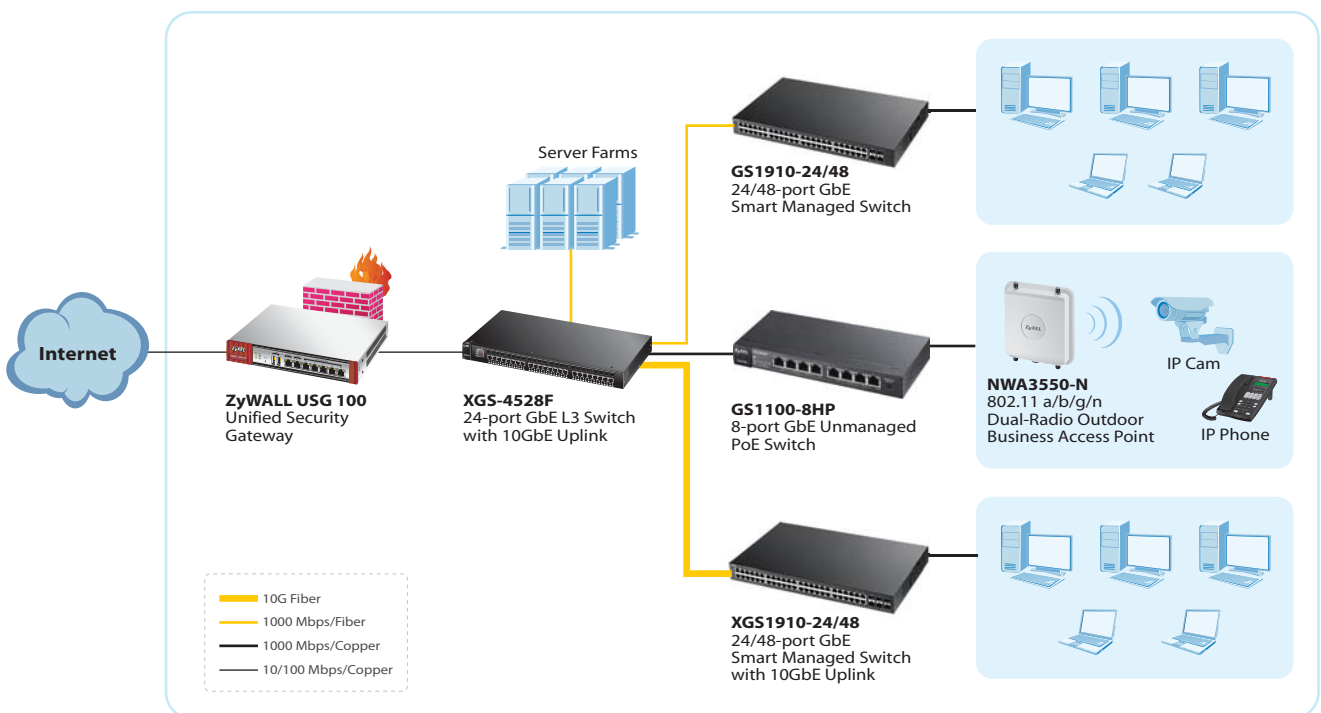 Server Farms
GS1910-24/48
24/48-port GbE
Smart Managed Switch
Internet
ZyXEL
ZyWALL USG 100
Unified Security
Gateway
XGS-4528F
24-port GbE L3 Switch
with 10GbE Uplink
ZyXEL
GS1100-8HP
8-port GbE Unmanaged
PoE Switch
ZyXEL
NWA3550-N
802.11 a/b/g/n
Dual-Radio Outdoor
Business Access Point
IP Cam
IP Phone
XGS1910-24/48
24/48-port GbE
Smart Managed Switch
with 10GbE Uplink
10G Fiber
1000 Mbps/Fiber
1000 Mbps/Copper
10/100 Mbps/Copper